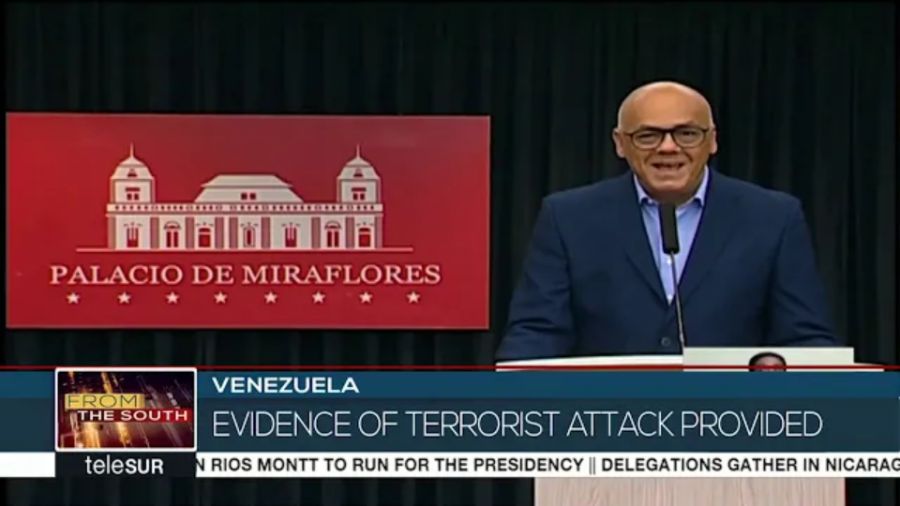 PALACIO DE MIRAFLORES
VENEZUELA
FROM
THE SOUTH
EVIDENCE OF TERRORIST ATTACK PROVIDED
teleSUR
N RIOS MONTT TO RUN FOR THE PRESIDENCY || DELEGATIONS GATHER IN NICARAG